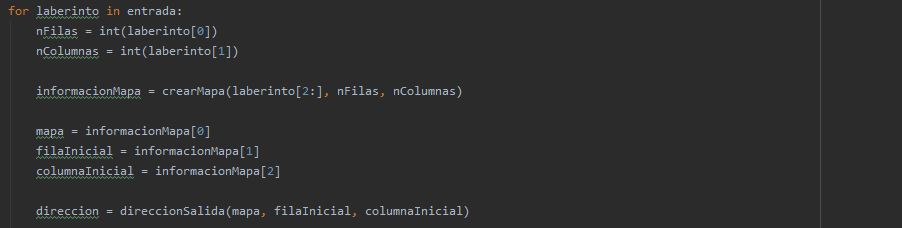 for laberinto in entrada:
nFilas = int(laberinto[0])
nColumnas = int(laberinto[1])
informacionMapa = crearMapa(laberinto[2:], nFilas, nColumnas)
mapa = informacionMapa[0]
filaInicial = informacionMapa[1]
columnaInicial = informacionMapa[2]
direccion = direccionSalida(mapa, filaInicial, columnaInicial)